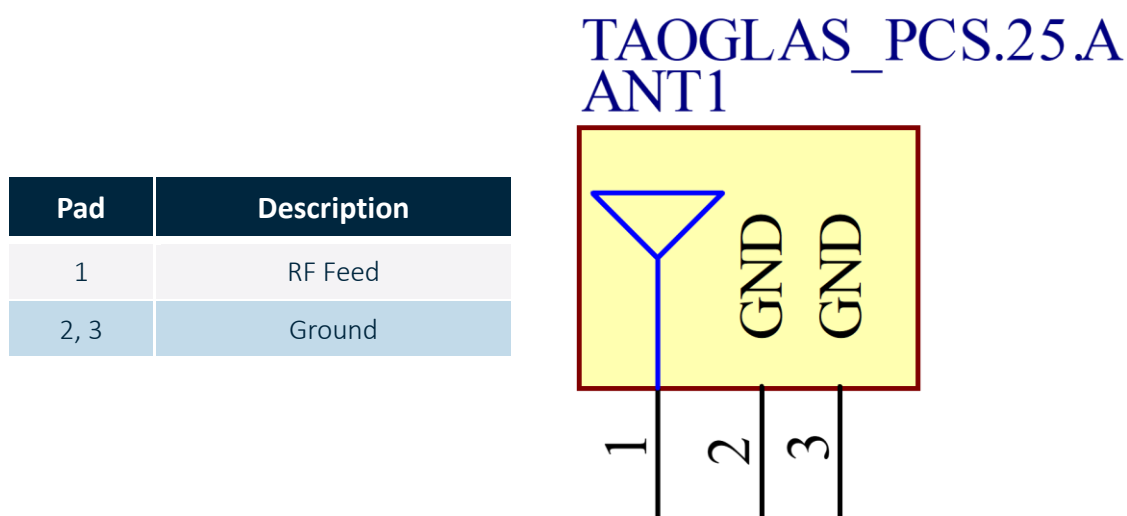 TAOGLAS_PCS.25.A
ANT1
Pad Description
1 RF Feed
2, 3 Ground
GND
GND
1
2
3